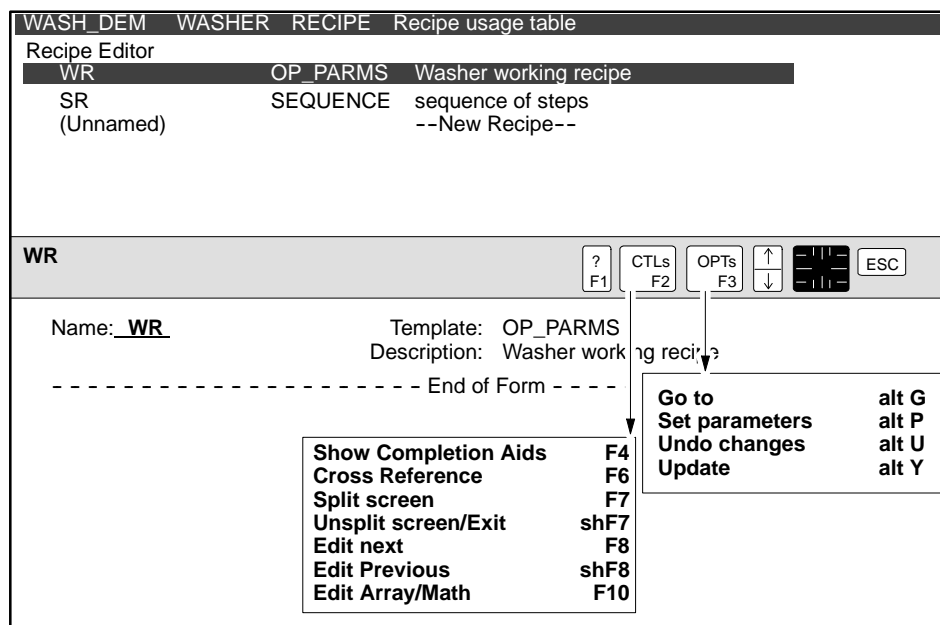 WASH_DEM WASHER RECIPE Recipe usage table
Recipe Editor
WR OP_PARMS Washer working recipe
SR SEQUENCE sequence of steps
(Unnamed) --New Recipe--
WR
? F1
CTLs F2
OPTs F3
↑ ↓
ESC
Name: WR Template: OP_PARMS
Description: Washer working recipe
- - - - - - - - - - - - - - - - - - - - - - - End of Form - - - - -
Go to alt G
Set parameters alt P
Undo changes alt U
Update alt Y
Show Completion Aids F4
Cross Reference F6
Split screen F7
Unsplit screen/Exit shF7
Edit next F8
Edit Previous shF8
Edit Array/Math F10